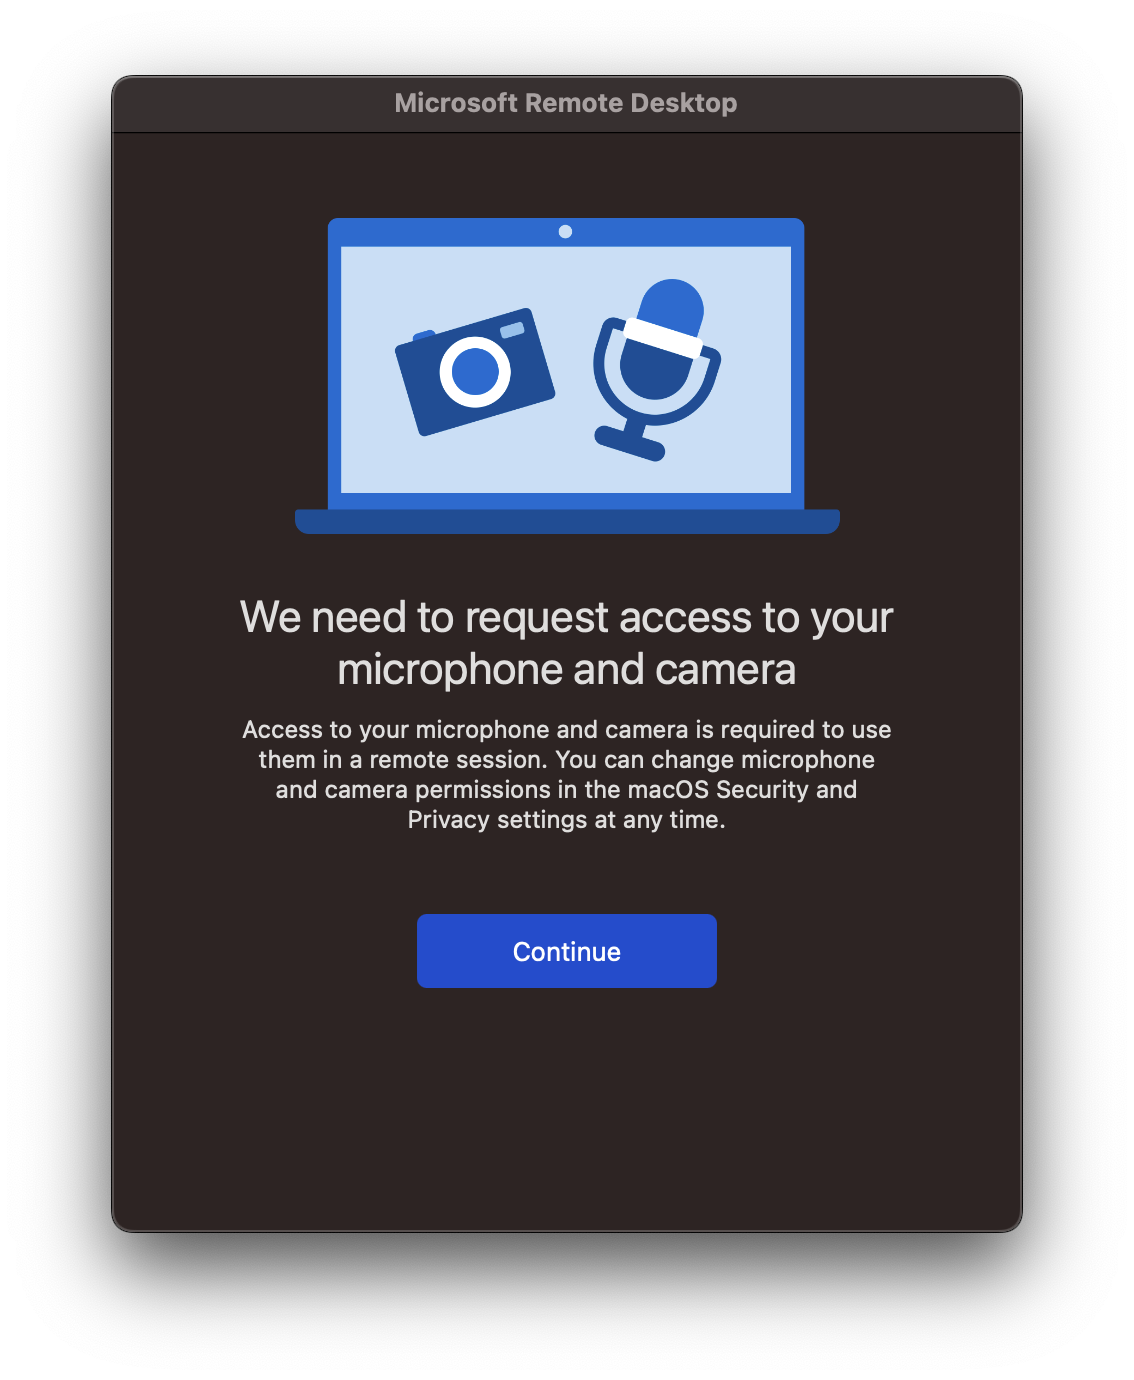 Microsoft Remote Desktop
We need to request access to your
microphone and camera
Access to your microphone and camera is required to use
them in a remote session. You can change microphone
and camera permissions in the macOS Security and
Privacy settings at any time.
Continue